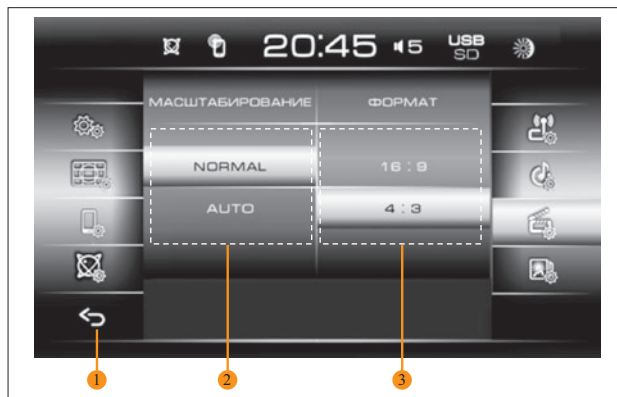 20:45 5 USB SD
МАСШТАБИРОВАНИЕ ФОРМАТ
NORMAL 16:9
AUTO 4:3
1 2 3